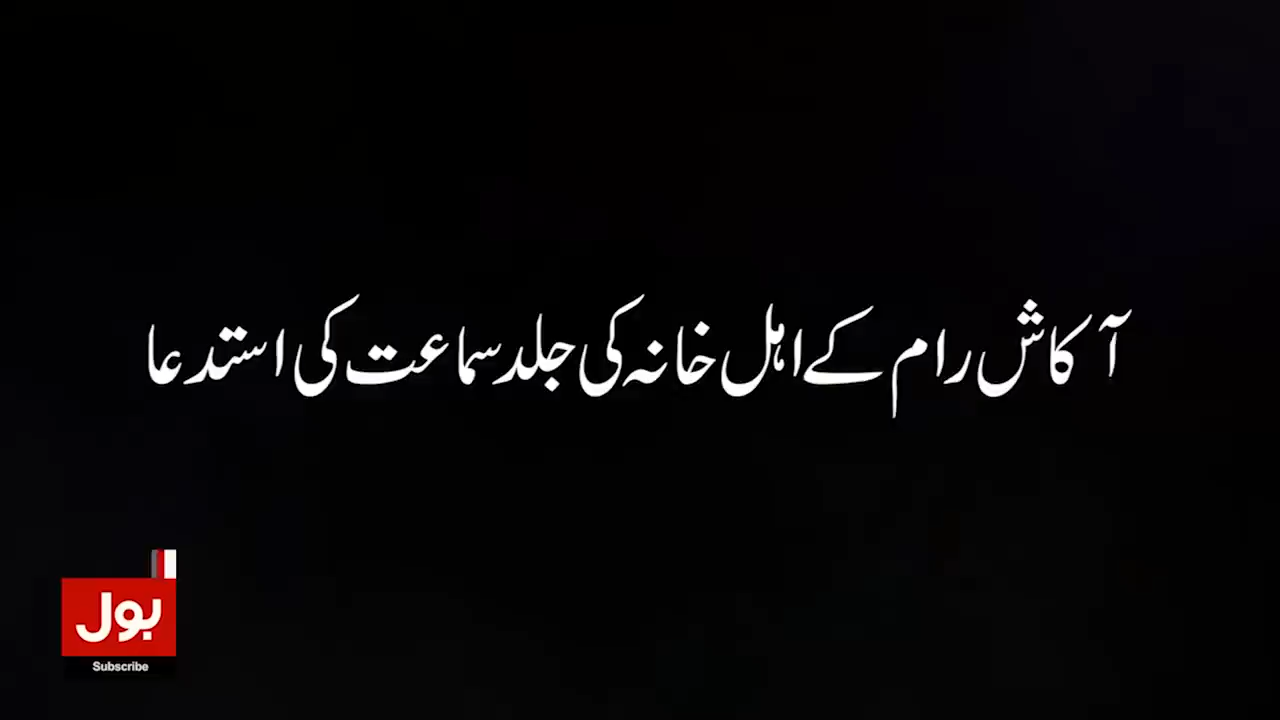 آکاش رام کے اہل خانہ کی جلد سماعت کی استدعا
بول
Subscribe